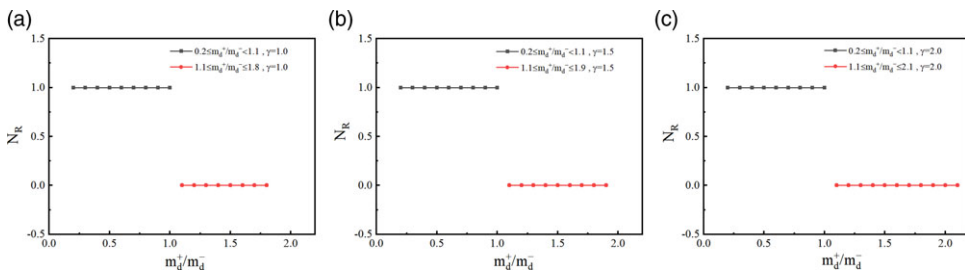 (a)
1.5
1.0
0.5
0.0
-0.5
N_R
0.0 0.5 1.0 1.5 2.0
m_d^+/m_d^-
0.2≤m_d^+/m_d^-<1.1 , γ=1.0
1.1≤m_d^+/m_d^-≤1.8 , γ=1.0
(b)
1.5
1.0
0.5
0.0
-0.5
N_R
0.0 0.5 1.0 1.5 2.0
m_d^+/m_d^-
0.2≤m_d^+/m_d^-<1.1 , γ=1.5
1.1≤m_d^+/m_d^-≤1.9 , γ=1.5
(c)
1.5
1.0
0.5
0.0
-0.5
N_R
0.0 0.5 1.0 1.5 2.0
m_d^+/m_d^-
0.2≤m_d^+/m_d^-<1.1 , γ=2.0
1.1≤m_d^+/m_d^-≤2.1 , γ=2.0